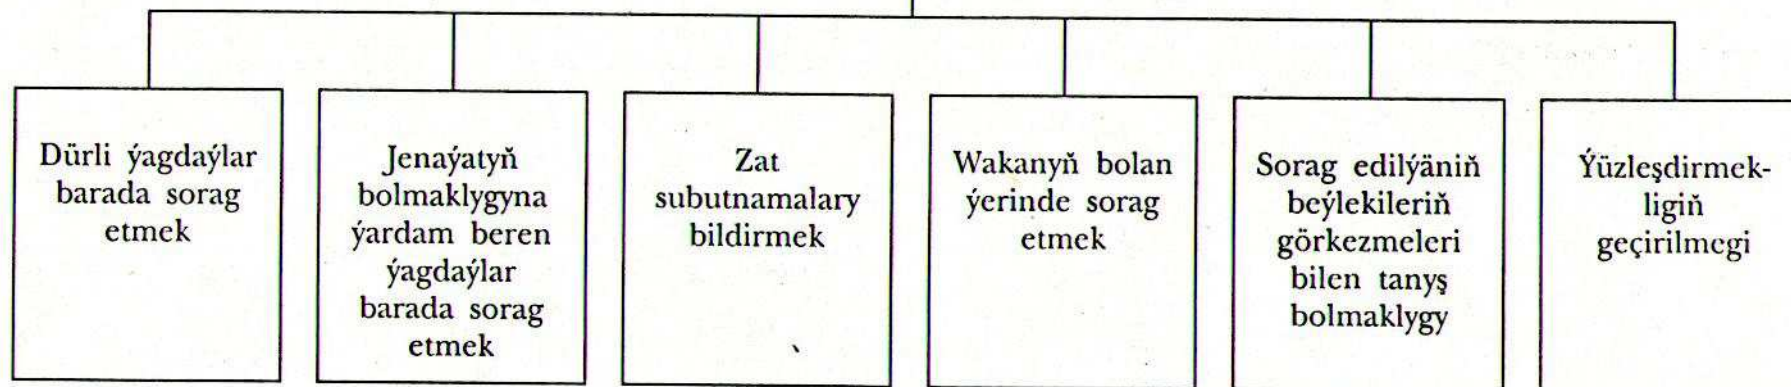 Dürli ýagdaýlar
barada sorag
etmek
Jenaýatyň
bolmaklygyna
ýardam beren
ýagdaýlar
barada sorag
etmek
Zat
subutnamalary
bildirmek
Wakanyň bolan
ýerinde sorag
etmek
Sorag edilýäniň
beýlekileriň
görkezmeleri
bilen tanyş
bolmaklygy
Ýüzleşdirmek-
ligiň
geçirilmegi